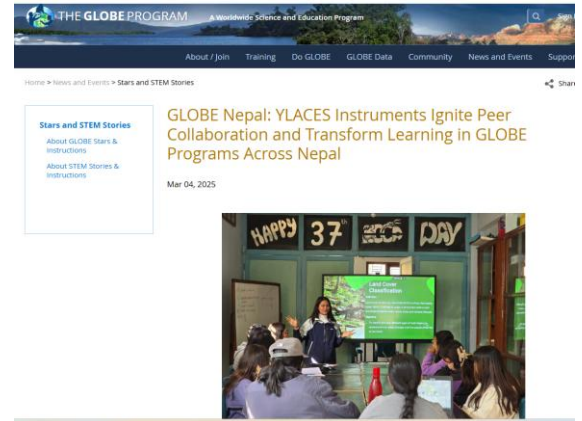 THE GLOBE PROGRAM A Worldwide Science and Education Program
About / Join Training Do GLOBE GLOBE Data Community News and Events Suppor
Home > News and Events > Stars and STEM Stories
Share
Stars and STEM Stories
About GLOBE Stars &
Instructions
About STEM Stories &
Instructions
GLOBE Nepal: YLACES Instruments Ignite Peer
Collaboration and Transform Learning in GLOBE
Programs Across Nepal
Mar 04, 2025
HAPPY 37th DAY
Land Cover
Classification